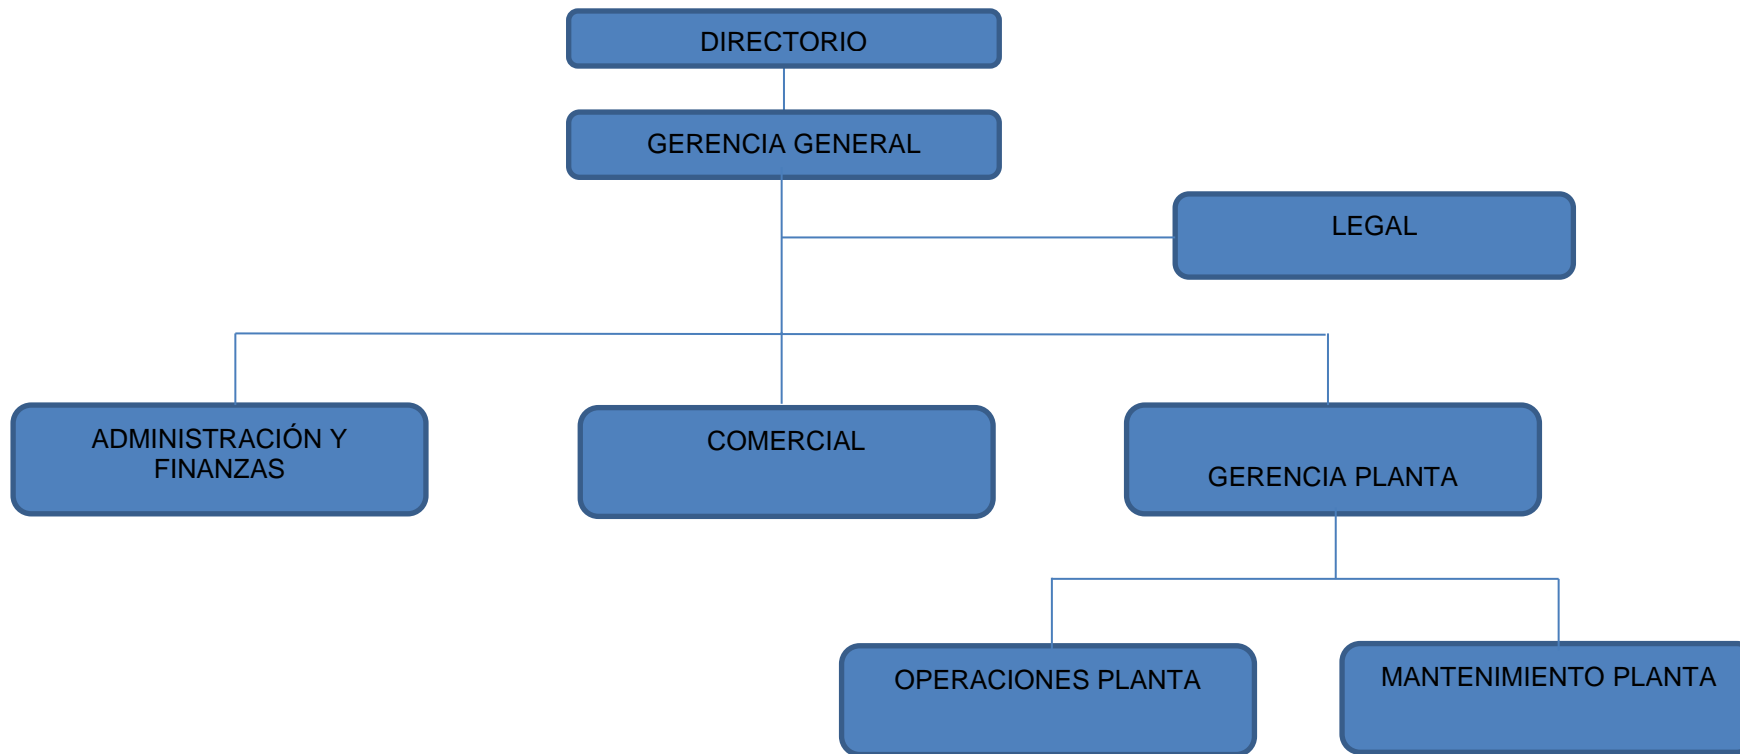 DIRECTORIO
GERENCIA GENERAL
LEGAL
ADMINISTRACIÓN Y
FINANZAS
COMERCIAL
GERENCIA PLANTA
OPERACIONES PLANTA
MANTENIMIENTO PLANTA